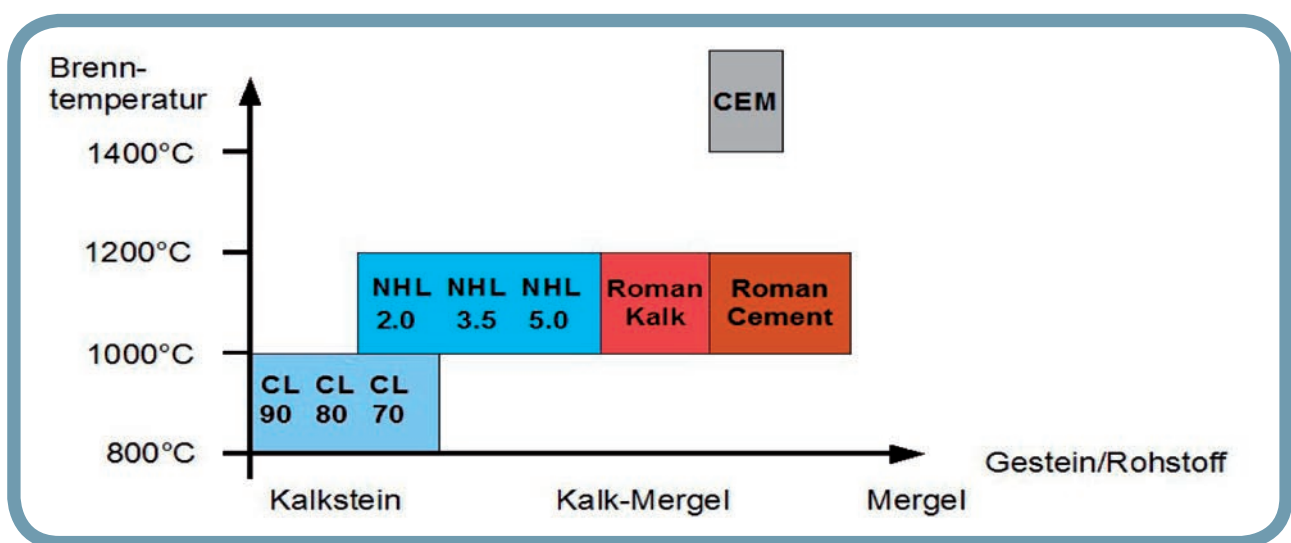 Brenn-
temperatur
CEM
1400°C
1200°C
NHL NHL NHL
2.0 3.5 5.0
Roman
Kalk
Roman
Cement
1000°C
CL CL CL
90 80 70
800°C
Gestein/Rohstoff
Kalkstein Kalk-Mergel Mergel